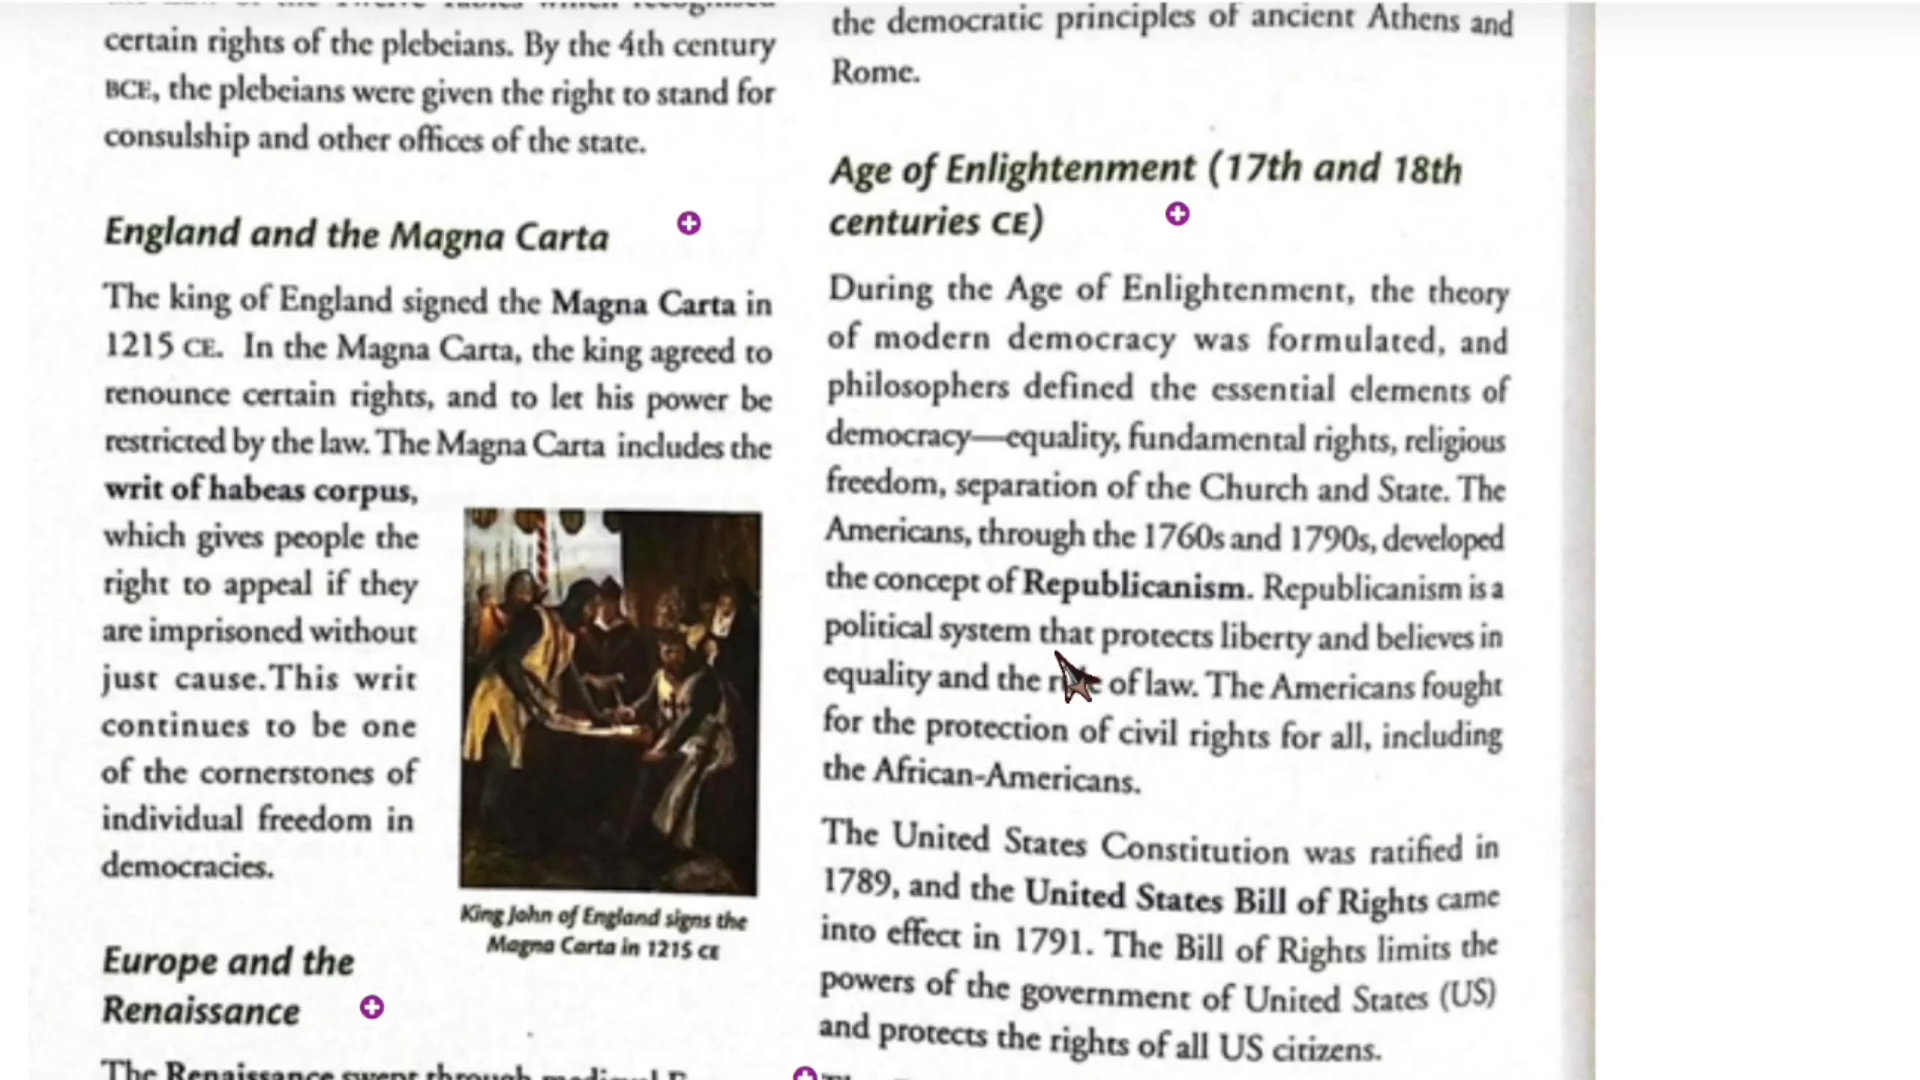 certain rights of the plebeians. By the 4th century
BCE, the plebeians were given the right to stand for
consulship and other offices of the state.
England and the Magna Carta
The king of England signed the Magna Carta in
1215 CE. In the Magna Carta, the king agreed to
renounce certain rights, and to let his power be
restricted by the law. The Magna Carta includes the
writ of habeas corpus,
which gives people the
right to appeal if they
are imprisoned without
just cause.This writ
continues to be one
of the cornerstones of
individual freedom in
democracies.
King John of England signs the
Magna Carta in 1215 CE
Europe and the
Renaissance
The Renaissance swept through medieval
the democratic principles of ancient Athens and
Rome.
Age of Enlightenment (17th and 18th
centuries CE)
During the Age of Enlightenment, the theory
of modern democracy was formulated, and
philosophers defined the essential elements of
democracy—equality, fundamental rights, religious
freedom, separation of the Church and State. The
Americans, through the 1760s and 1790s, developed
the concept of Republicanism. Republicanism is a
political system that protects liberty and believes in
equality and the rule of law. The Americans fought
for the protection of civil rights for all, including
the African-Americans.
The United States Constitution was ratified in
1789, and the United States Bill of Rights came
into effect in 1791. The Bill of Rights limits the
powers of the government of United States (US)
and protects the rights of all US citizens.